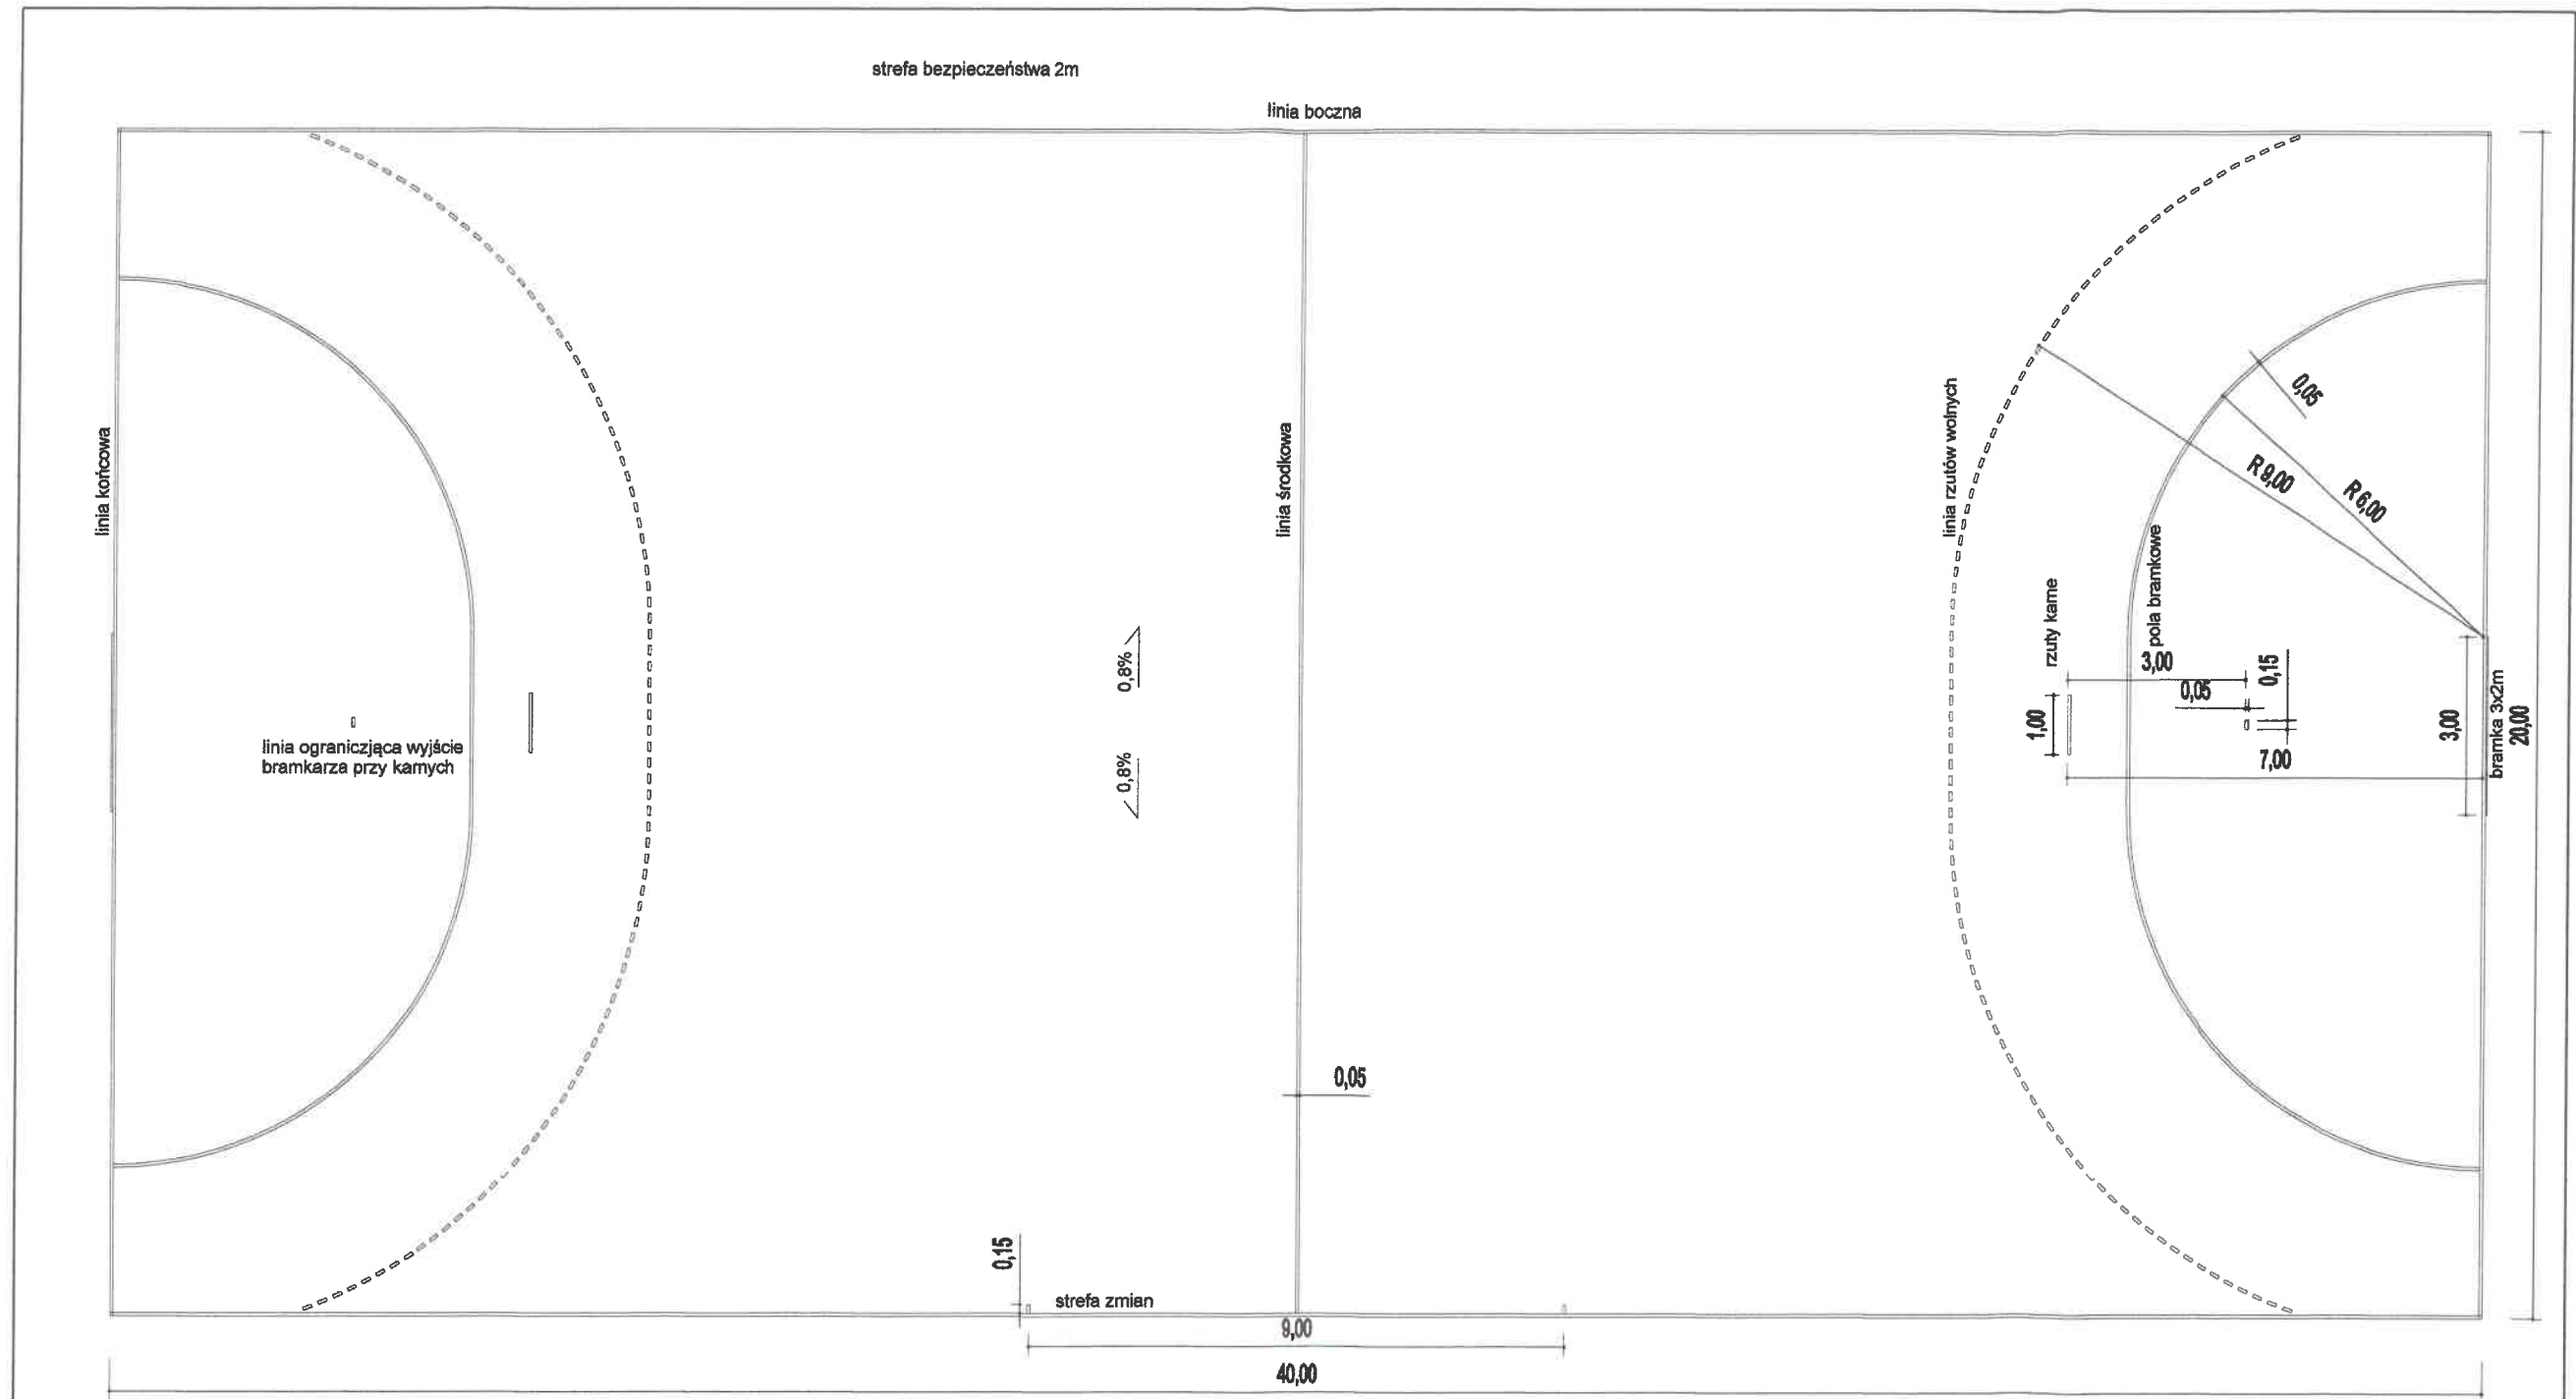 strefa bezpieczeństwa 2m
linia boczna
linia końcowa
linia środkowa
linia rzutów wolnych
0,05
R 9,00
R 6,00
pola bramkowe
rzuty karne
3,00
0,15
0,05
1,00
7,00
3,00
bramka 3x2m
20,00
0,8%
0,8%
linia ograniczjąca wyjście
bramkarza przy karnych
0,05
0,15
strefa zmian
9,00
40,00